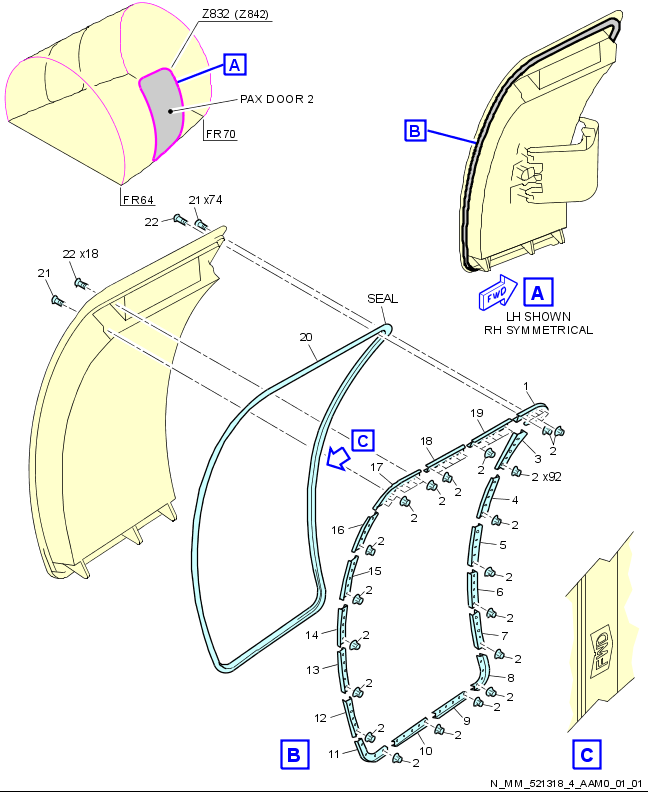 Z832 (Z842)
A
PAX DOOR 2
FR70
FR64
B
FWD
A
LH SHOWN
RH SYMMETRICAL
21 x74
22
22 x18
21
SEAL
20
C
1
19
18
17
2
3
2
2
2 x92
2
2
4
2
16
2
5
2
15
2
6
2
14
2
7
2
13
2
8
2
12
2
9
2
10
2
11
2
B
FWD
C
N_MM_521318_4_AAM0_01_01